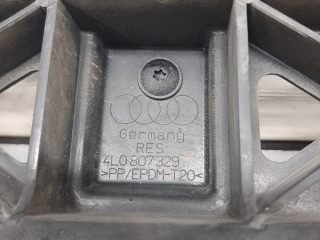 Germany
RES
4L0807329
>PP/EPDM-T20<